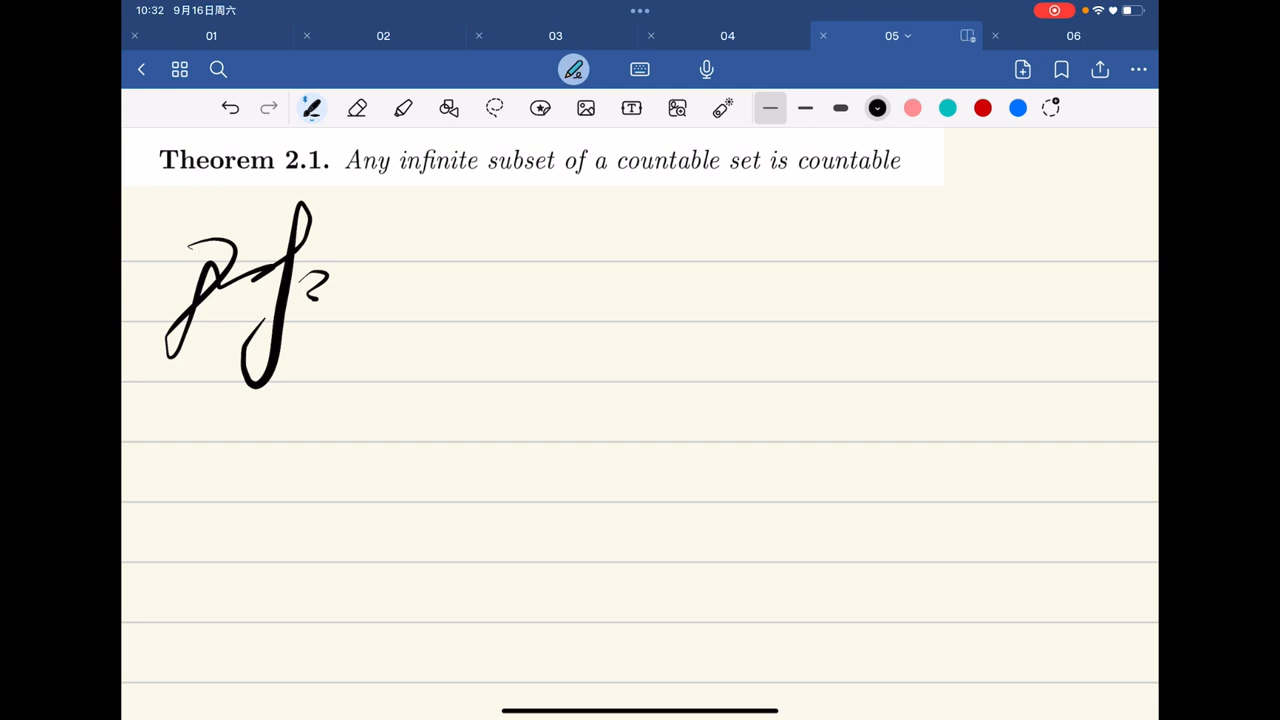 10:32 9月16日周六
01 02 03 04 05 06
Theorem 2.1. Any infinite subset of a countable set is countable